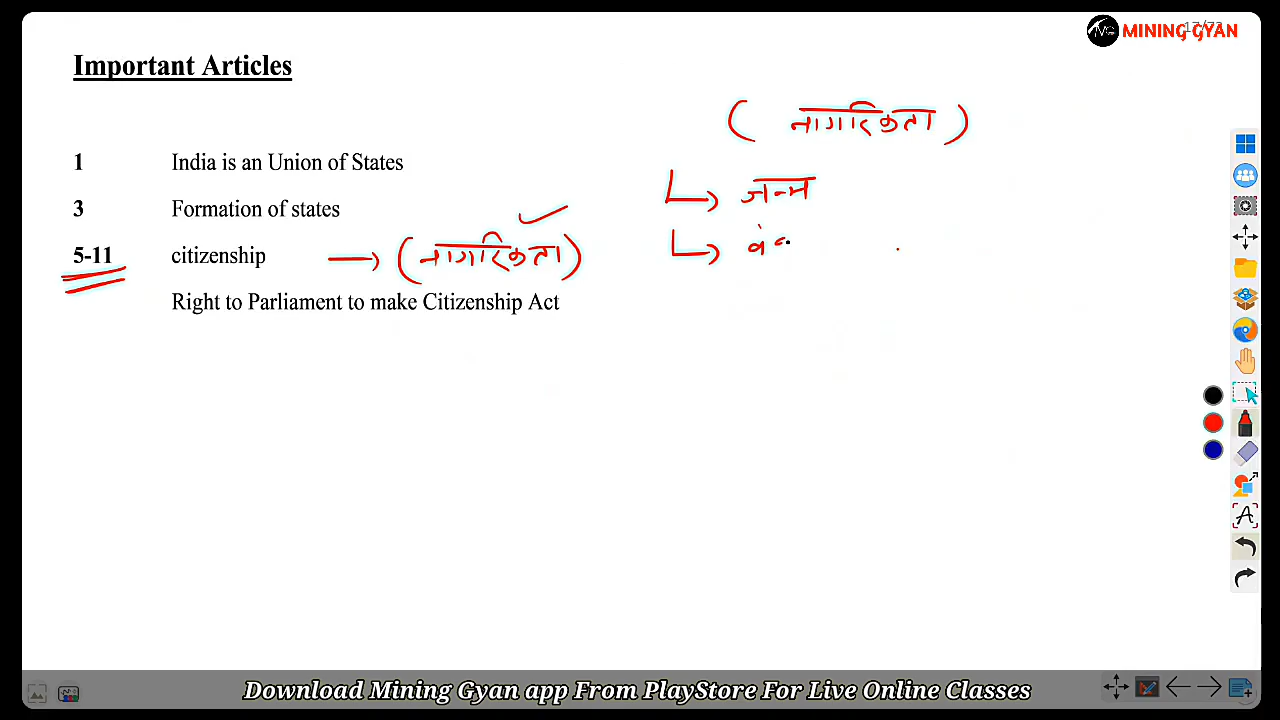 17/77
MINING GYAN
Important Articles
( नागरिकता )
1 India is an Union of States
जन्म
3 Formation of states
5-11 citizenship → ( नागरिकता )
Right to Parliament to make Citizenship Act
Download Mining Gyan app From PlayStore For Live Online Classes